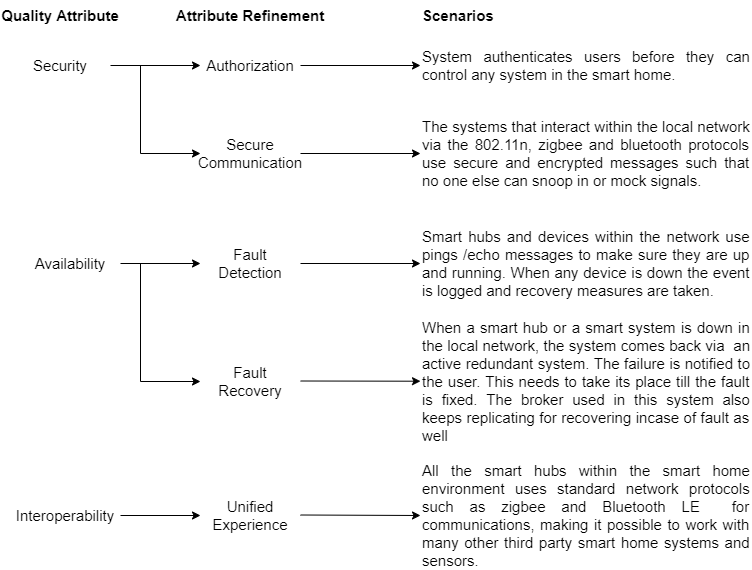 Quality Attribute
Attribute Refinement
Scenarios
Security
Authorization
System authenticates users before they can
control any system in the smart home.
Secure
Communication
The systems that interact within the local network
via the 802.11n, zigbee and bluetooth protocols
use secure and encrypted messages such that
no one else can snoop in or mock signals.
Availability
Fault
Detection
Smart hubs and devices within the network use
pings /echo messages to make sure they are up
and running. When any device is down the event
is logged and recovery measures are taken.
Fault
Recovery
When a smart hub or a smart system is down in
the local network, the system comes back via an
active redundant system. The failure is notified to
the user. This needs to take its place till the fault
is fixed. The broker used in this system also
keeps replicating for recovering incase of fault as
well
Interoperability
Unified
Experience
All the smart hubs within the smart home
environment uses standard network protocols
such as zigbee and Bluetooth LE for
communications, making it possible to work with
many other third party smart home systems and
sensors.